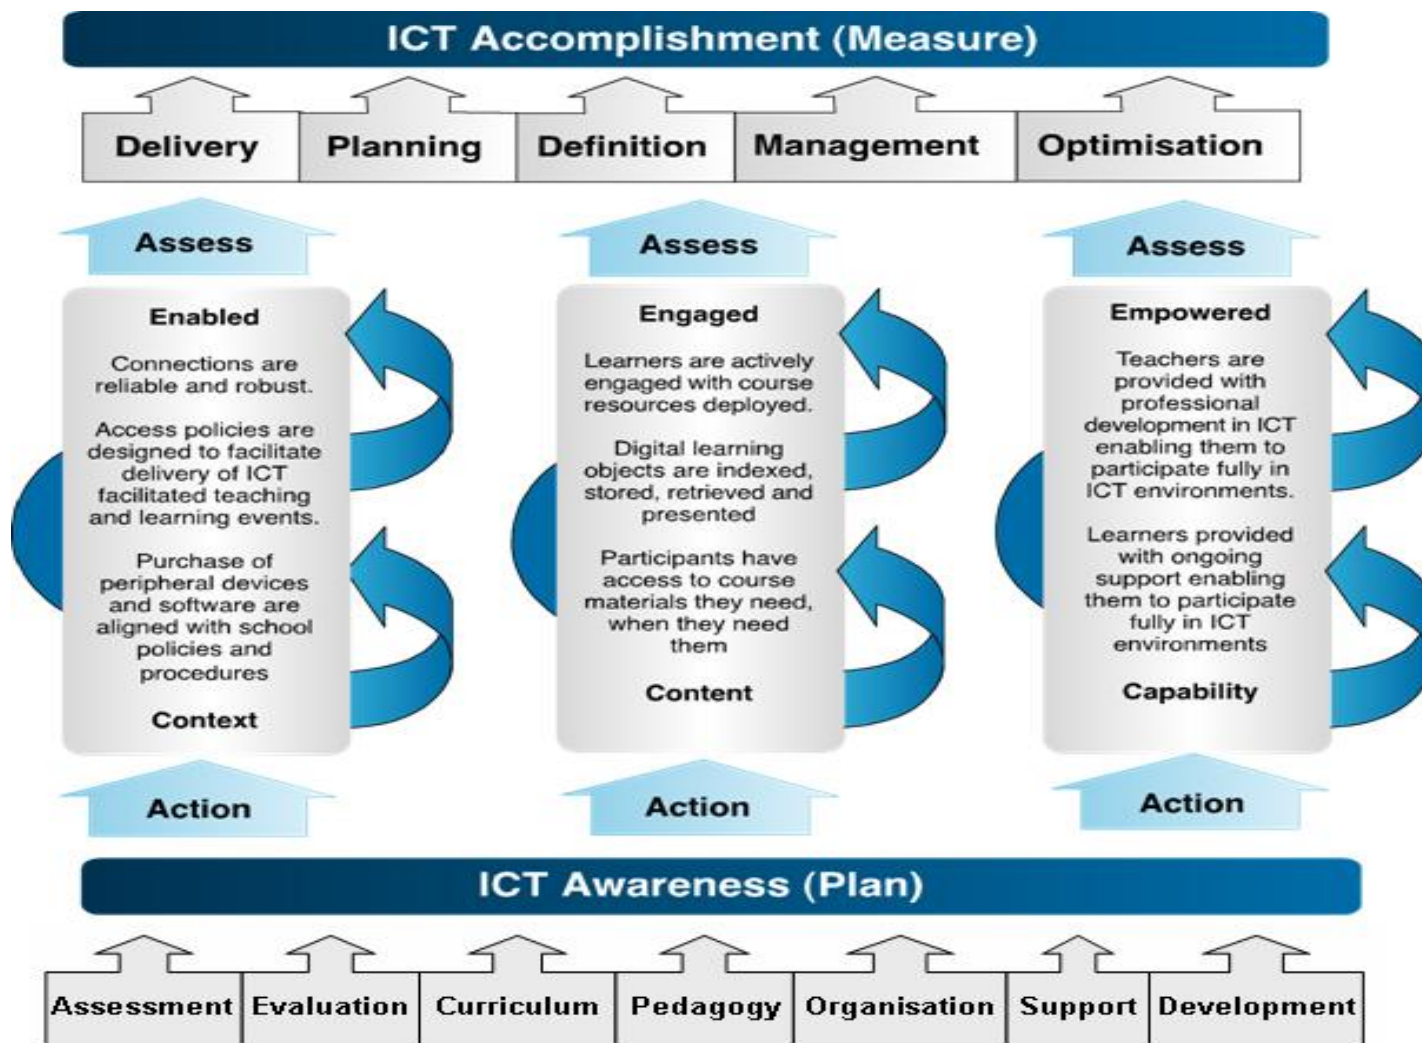 ICT Accomplishment (Measure)
Delivery
Planning
Definition
Management
Optimisation
Assess
Assess
Assess
Enabled
Connections are
reliable and robust.
Access policies are
designed to facilitate
delivery of ICT
facilitated teaching
and learning events.
Purchase of
peripheral devices
and software are
aligned with school
policies and
procedures
Context
Engaged
Learners are actively
engaged with course
resources deployed.
Digital learning
objects are indexed,
stored, retrieved and
presented
Participants have
access to course
materials they need,
when they need
them
Content
Empowered
Teachers are
provided with
professional
development in ICT
enabling them to
participate fully in
ICT environments.
Learners provided
with ongoing
support enabling
them to participate
fully in ICT
environments
Capability
Action
Action
Action
ICT Awareness (Plan)
Assessment
Evaluation
Curriculum
Pedagogy
Organisation
Support
Development